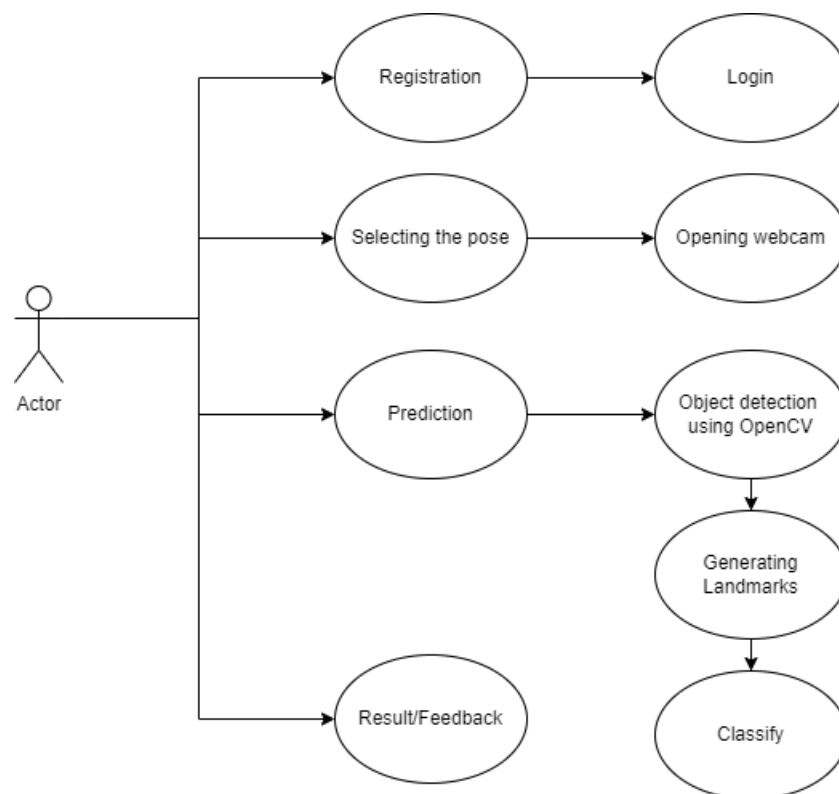 Registration
Login
Selecting the pose
Opening webcam
Actor
Prediction
Object detection
using OpenCV
Generating
Landmarks
Result/Feedback
Classify